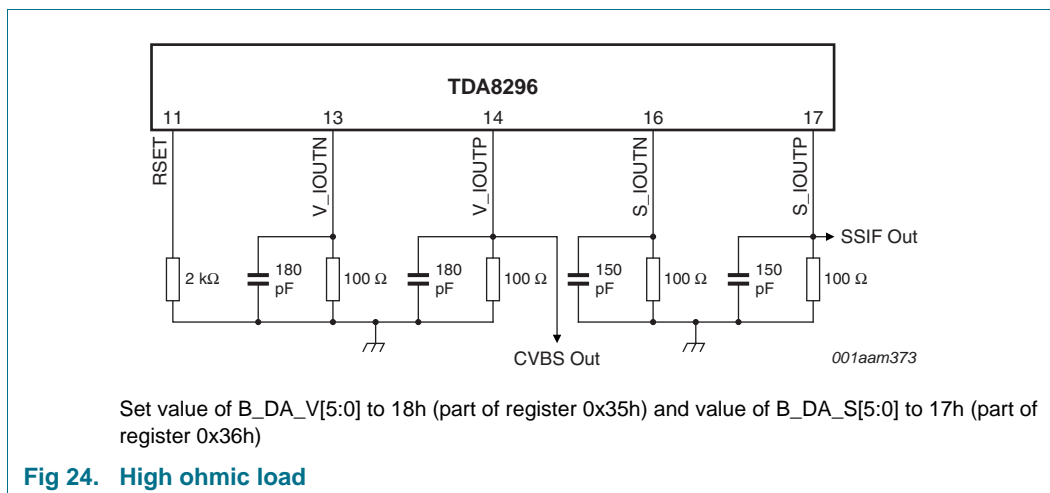 TDA8296
11 13 14 16 17
RSET V_IOUTN V_IOUTP S_IOUTN S_IOUTP
SSIF Out
2 kΩ 180 pF 100 Ω 180 pF 100 Ω 150 pF 100 Ω 150 pF 100 Ω
CVBS Out
001aam373
Set value of B_DA_V[5:0] to 18h (part of register 0x35h) and value of B_DA_S[5:0] to 17h (part of
register 0x36h)
Fig 24. High ohmic load